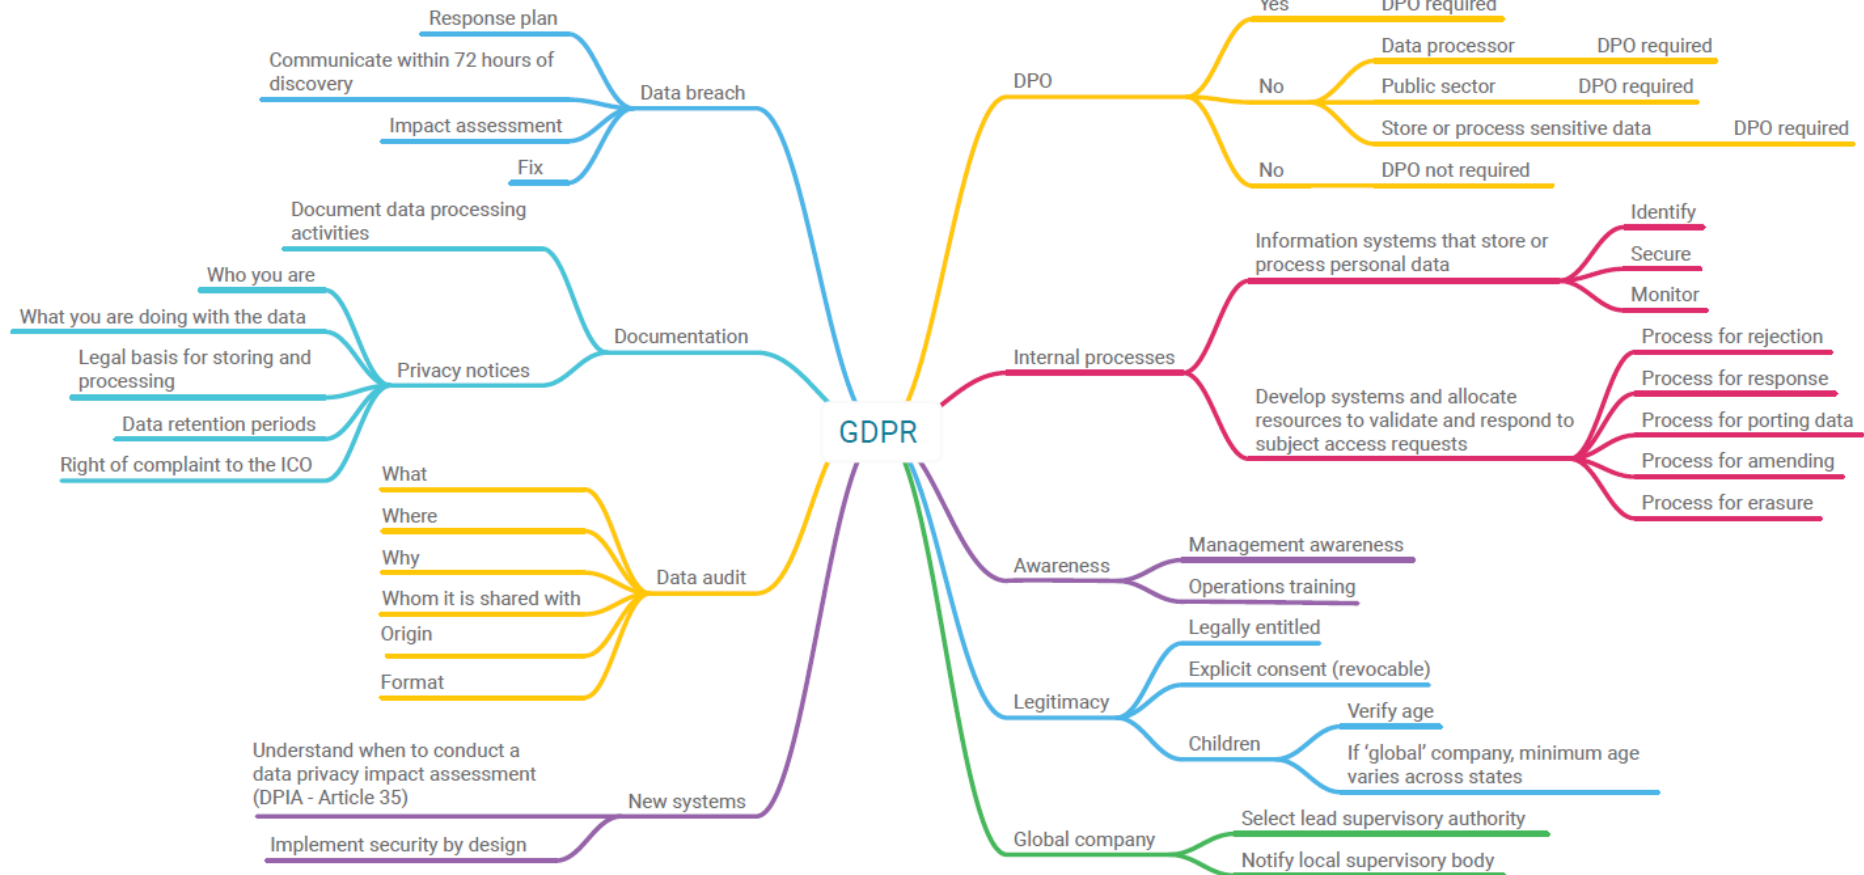 Response plan
Communicate within 72 hours of
discovery
Data breach
Impact assessment
Fix
Document data processing
activities
Who you are
What you are doing with the data
Documentation
Legal basis for storing and
processing
Privacy notices
Data retention periods
Right of complaint to the ICO
What
Where
Why
Whom it is shared with
Data audit
Origin
Format
Understand when to conduct a
data privacy impact assessment
(DPIA - Article 35)
New systems
Implement security by design
GDPR
Yes DPO required
DPO
Data processor DPO required
No Public sector DPO required
Store or process sensitive data DPO required
No DPO not required
Identify
Information systems that store or
process personal data
Secure
Monitor
Internal processes
Process for rejection
Process for response
Develop systems and allocate
resources to validate and respond to
subject access requests
Process for porting data
Process for amending
Process for erasure
Management awareness
Awareness
Operations training
Legally entitled
Explicit consent (revocable)
Legitimacy
Verify age
Children
If ‘global’ company, minimum age
varies across states
Select lead supervisory authority
Global company
Notify local supervisory body